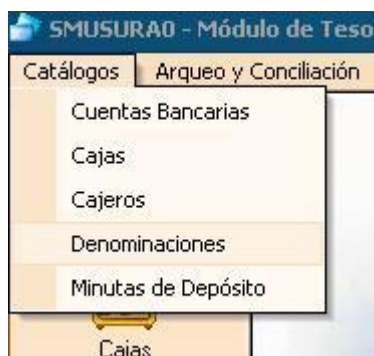 SMUSURA0 - Módulo de Teso
Catálogos Arqueo y Conciliación
Cuentas Bancarias
Cajas
Cajeros
Denominaciones
Minutas de Depósito
Cajas